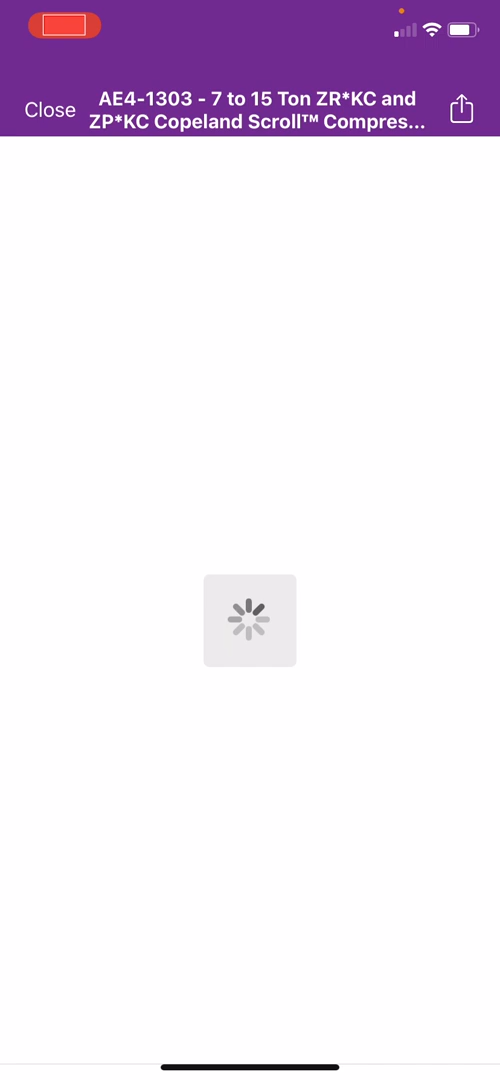 Close
AE4-1303 - 7 to 15 Ton ZR*KC and
ZP*KC Copeland Scroll™ Compres...